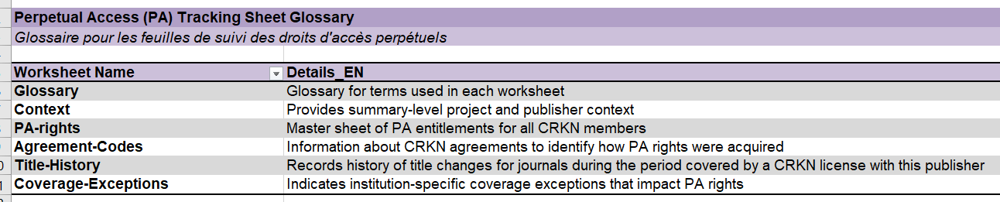 Perpetual Access (PA) Tracking Sheet Glossary
Glossaire pour les feuilles de suivi des droits d'accès perpétuels
Worksheet Name Details_EN
Glossary Glossary for terms used in each worksheet
Context Provides summary-level project and publisher context
PA-rights Master sheet of PA entitlements for all CRKN members
Agreement-Codes Information about CRKN agreements to identify how PA rights were acquired
Title-History Records history of title changes for journals during the period covered by a CRKN license with this publisher
Coverage-Exceptions Indicates institution-specific coverage exceptions that impact PA rights